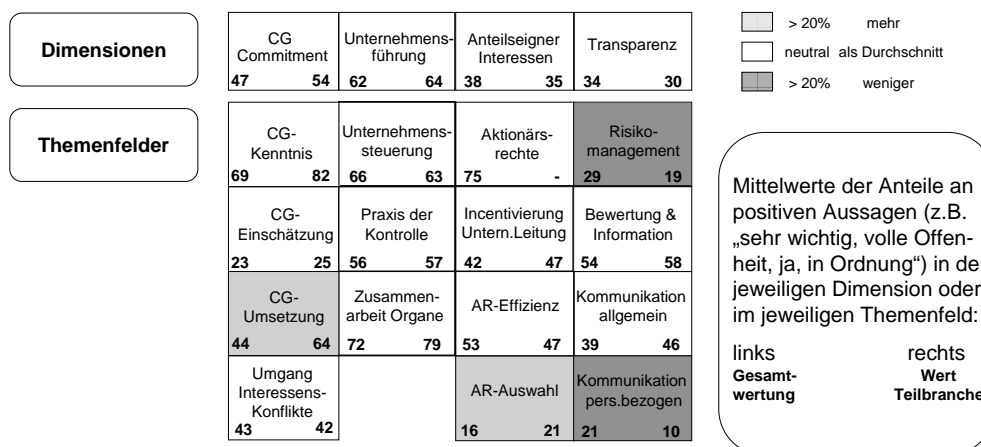 Dimensionen
CG
Commitment
47 54
Unternehmens-
führung
62 64
Anteilseigner
Interessen
38 35
Transparenz
34 30
> 20% mehr
neutral als Durchschnitt
> 20% weniger
Themenfelder
CG-
Kenntnis
69 82
Unternehmens-
steuerung
66 63
Aktionärs-
rechte
75 -
Risiko-
management
29 19
CG-
Einschätzung
23 25
Praxis der
Kontrolle
56 57
Incentivierung
Untern.Leitung
42 47
Bewertung &
Information
54 58
CG-
Umsetzung
44 64
Zusammen-
arbeit Organe
72 79
AR-Effizienz
53 47
Kommunikation
allgemein
39 46
Umgang
Interessens-
Konflikte
43 42
AR-Auswahl
16 21
Kommunikation
pers.bezogen
21 10
Mittelwerte der Anteile an
positiven Aussagen (z.B.
„sehr wichtig, volle Offen-
heit, ja, in Ordnung“) in de
jeweiligen Dimension oder
im jeweiligen Themenfeld:
links rechts
Gesamt- Wert
wertung Teilbranche